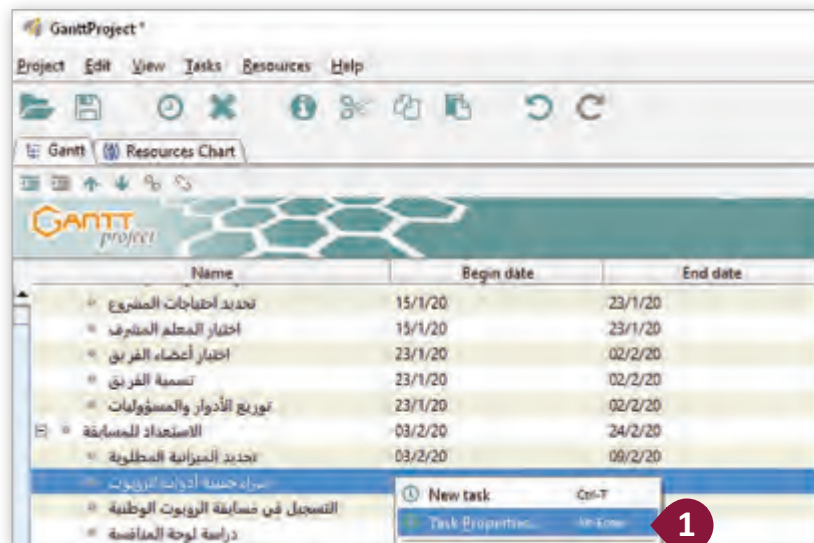 GanttProject *
Project Edit View Tasks Resources Help
Gantt Resources Chart
GANTT project
Name Begin date End date
تحديد احتياجات المشروع 15/1/20 23/1/20
اختيار المعلم المشرف 15/1/20 23/1/20
اختيار أعضاء الفريق 23/1/20 02/2/20
تسمية الفريق 23/1/20 02/2/20
توزيع الأدوار والمسؤوليات 23/1/20 02/2/20
الاستعداد للمسابقة 03/2/20 24/2/20
تحديد الميزانية المطلوبة 03/2/20 09/2/20
شراء حقيبة أدوات الروبوت
New task Ctrl-T
التسجيل في مسابقة الروبوت الوطنية
Task Properties... Alt-Enter 1
دراسة لوحة المنافسة